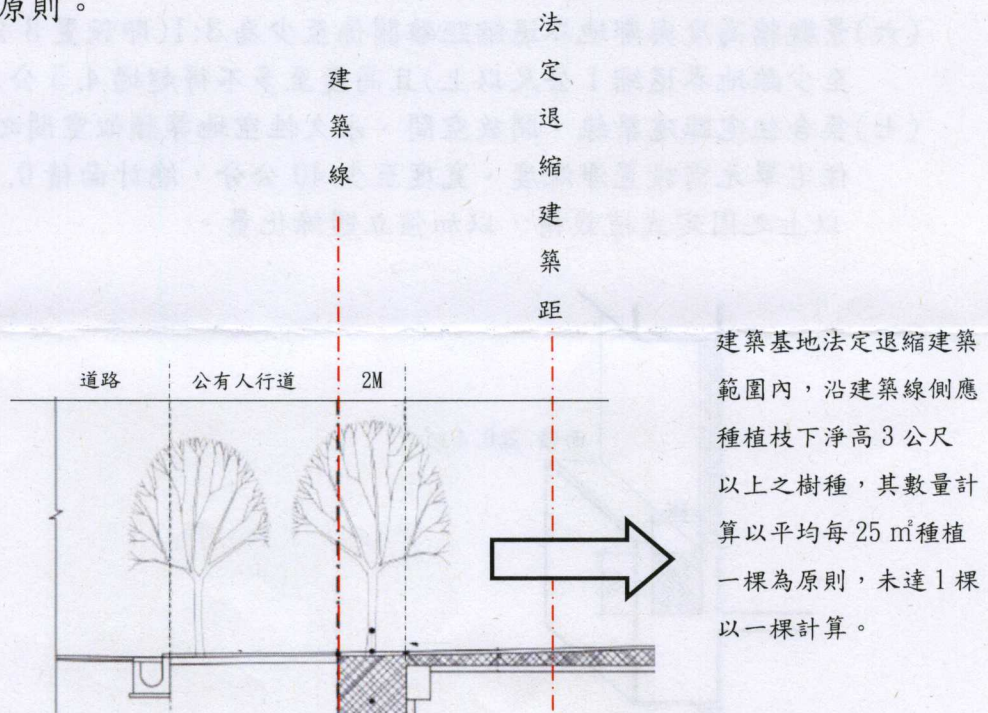 原則。
建築線
法定退縮建築距
道路 公有人行道 2M
建築基地法定退縮建築
範圍內，沿建築線側應
種植枝下淨高 3 公尺
以上之樹種，其數量計
算以平均每 25 ㎡種植
一棵為原則，未達 1 棵
以一棵計算。